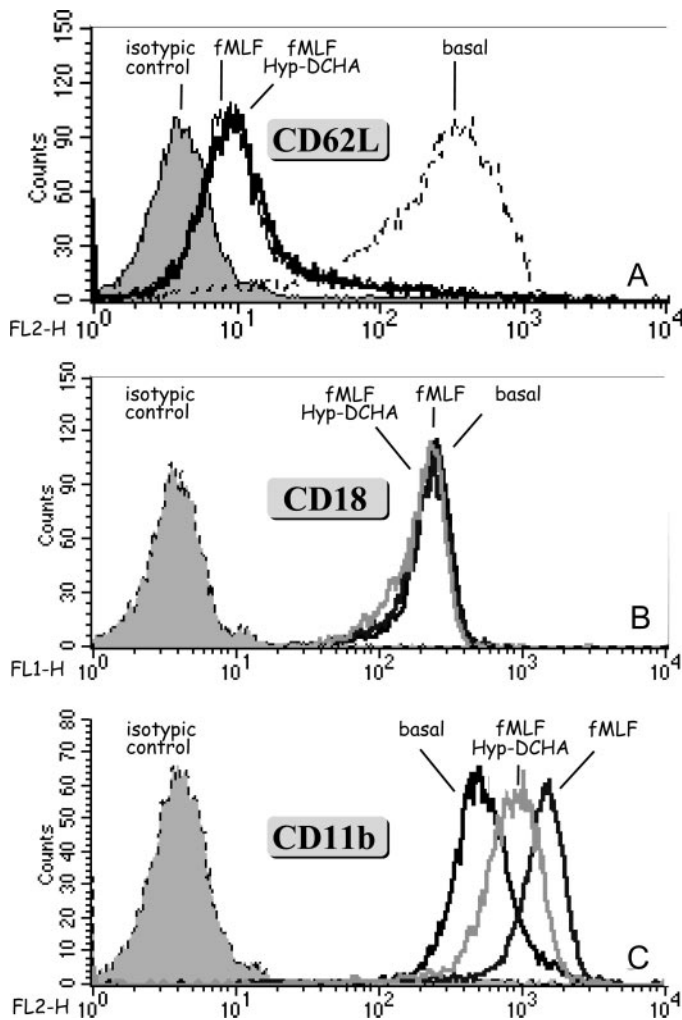 150
120
90
60
30
0
Counts
isotypic control
fMLF
fMLF Hyp-DCHA
basal
CD62L
A
FL2-H
10^0 10^1 10^2 10^3 10^4
150
120
90
60
30
0
Counts
isotypic control
fMLF Hyp-DCHA
fMLF
basal
CD18
B
FL1-H
10^0 10^1 10^2 10^3 10^4
80
70
60
50
40
30
20
10
0
Counts
isotypic control
basal
fMLF Hyp-DCHA
fMLF
CD11b
C
FL2-H
10^0 10^1 10^2 10^3 10^4